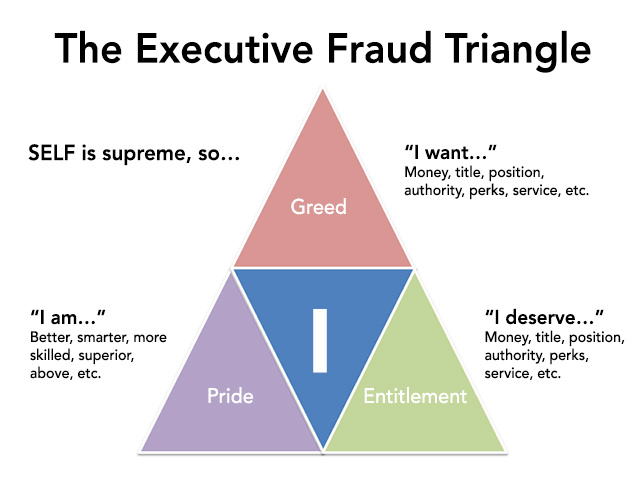 The Executive Fraud Triangle
SELF is supreme, so...
“I want...”
Money, title, position,
authority, perks, service, etc.
Greed
“I am...”
Better, smarter, more
skilled, superior,
above, etc.
I
“I deserve...”
Money, title, position,
authority, perks,
service, etc.
Pride
Entitlement